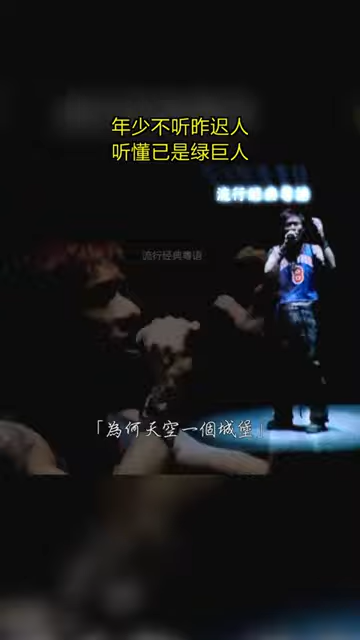 年少不听昨迟人
听懂已是绿巨人
流行经典粤语
流行经典粤语
「為何天空一個城堡」
8